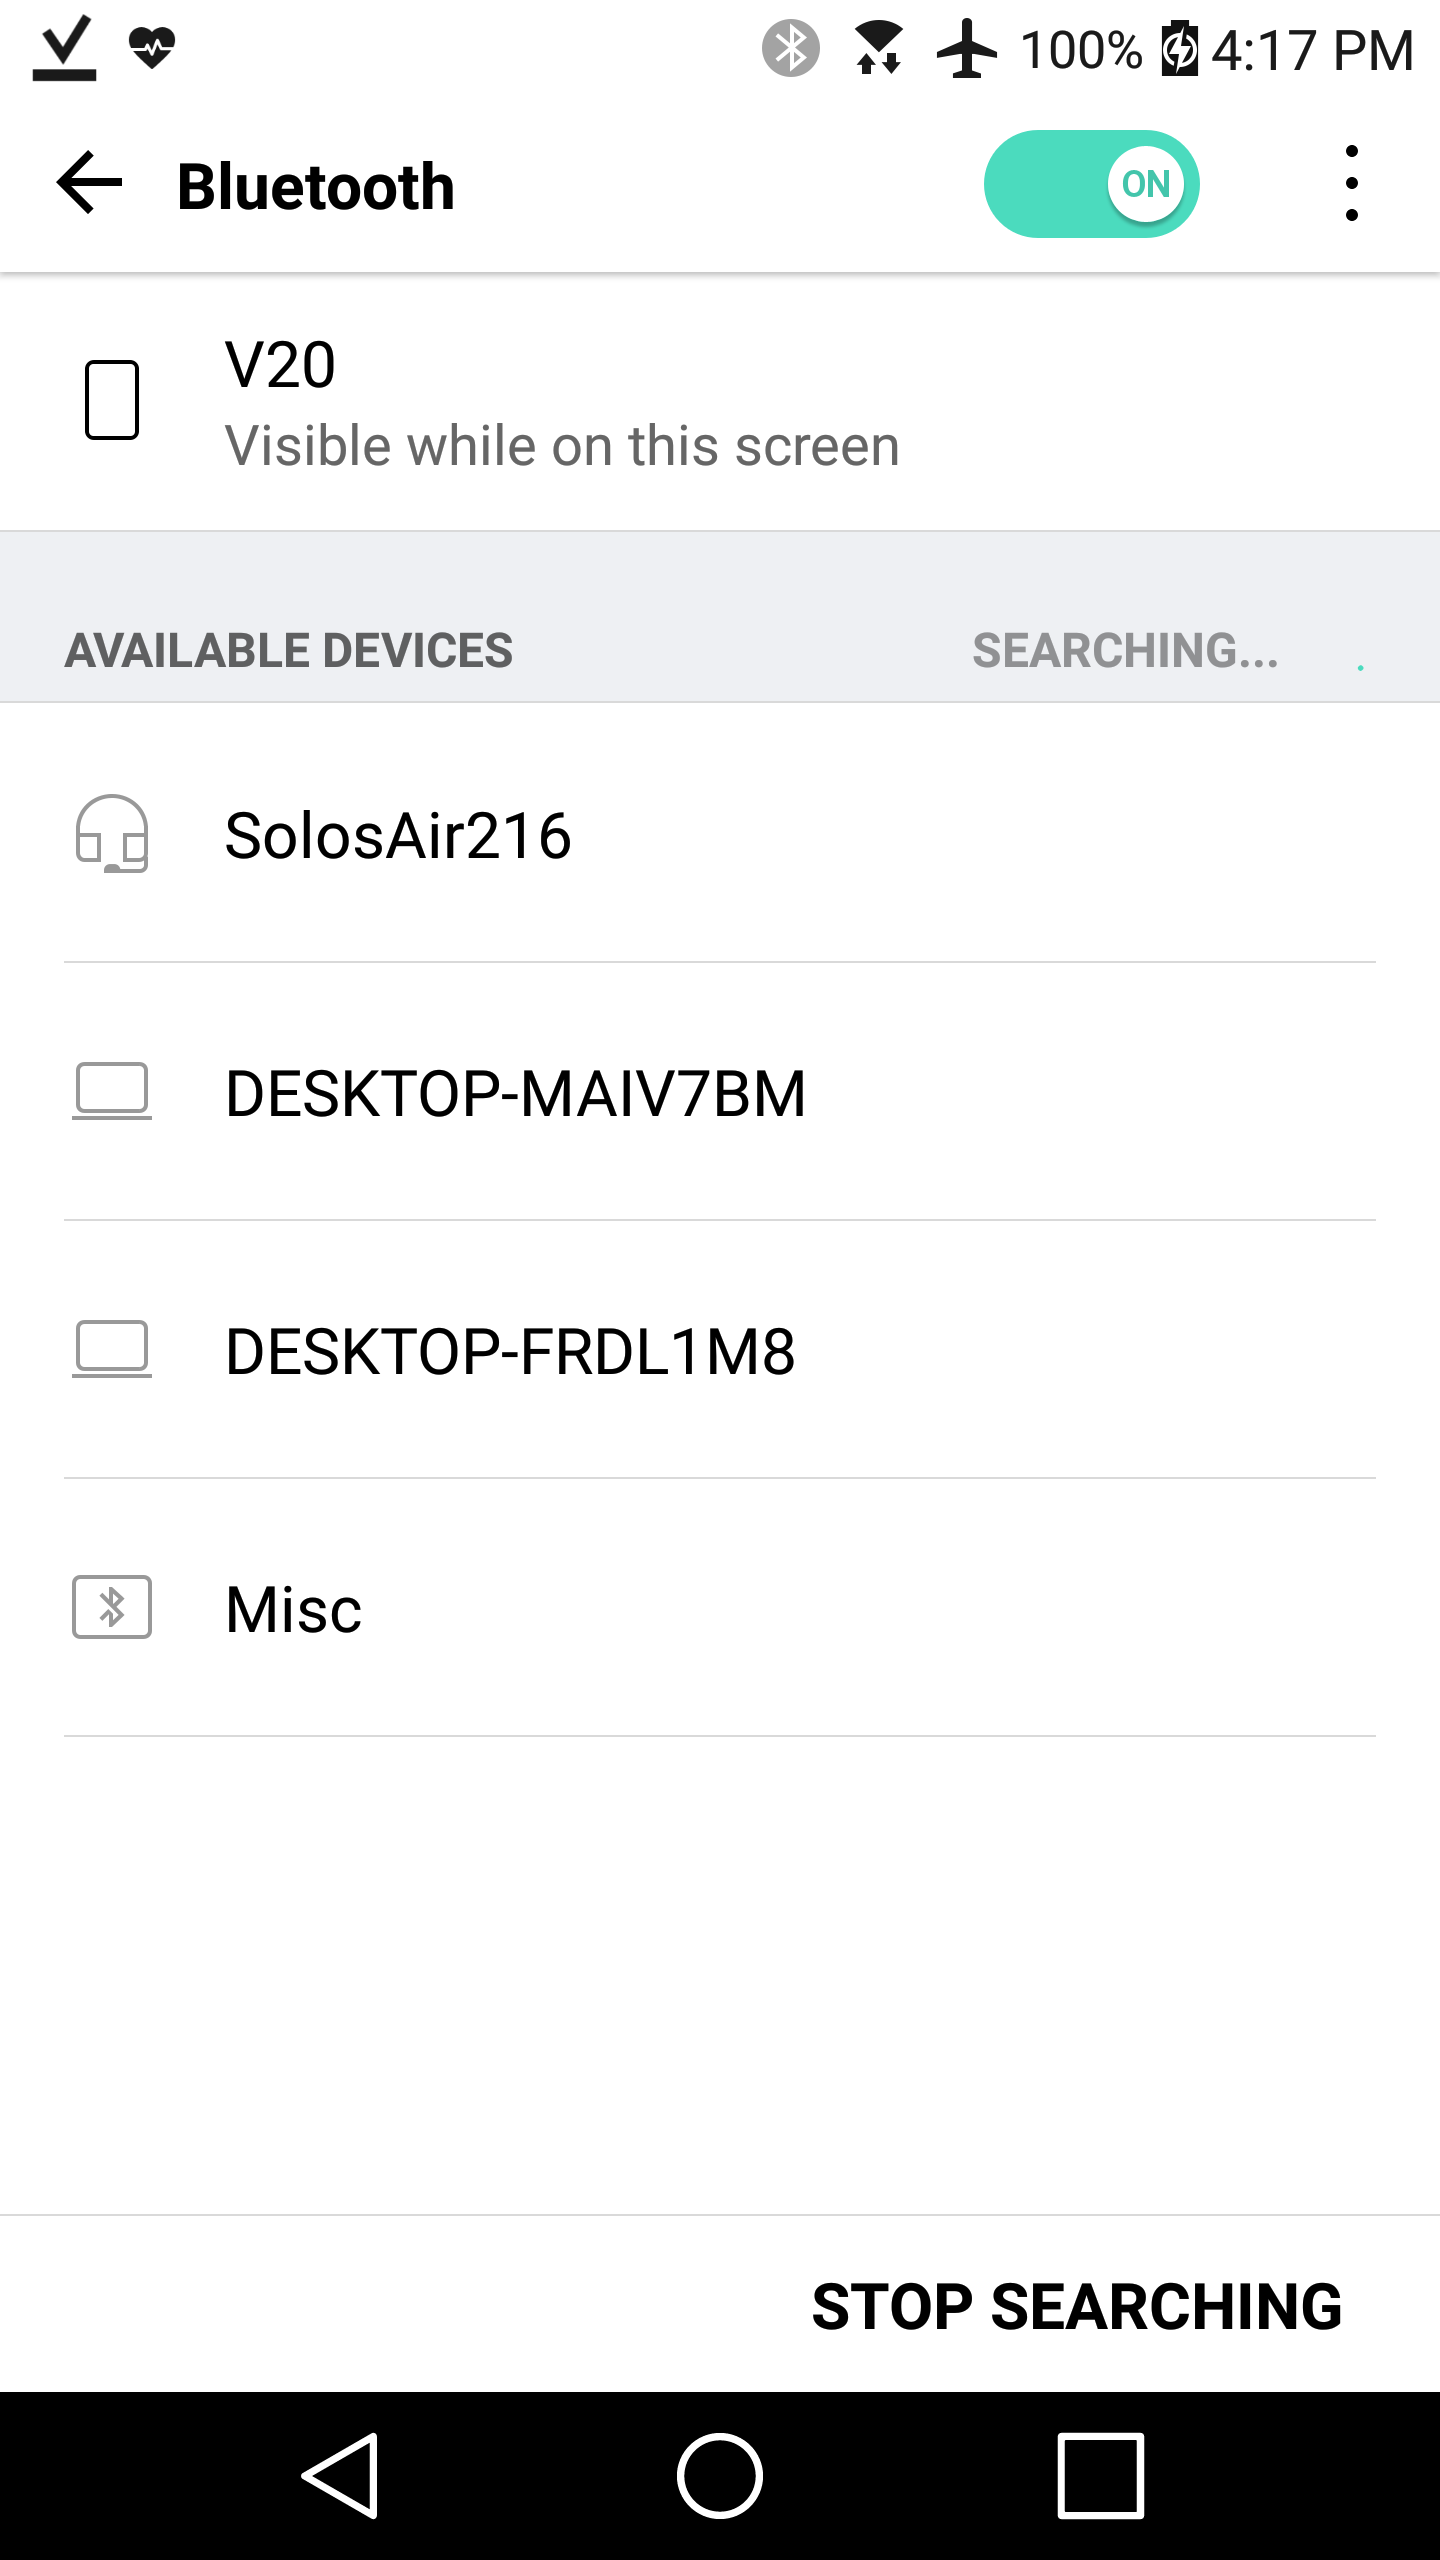 100% 4:17 PM
Bluetooth ON
V20
Visible while on this screen
AVAILABLE DEVICES SEARCHING...
SolosAir216
DESKTOP-MAIV7BM
DESKTOP-FRDL1M8
Misc
STOP SEARCHING